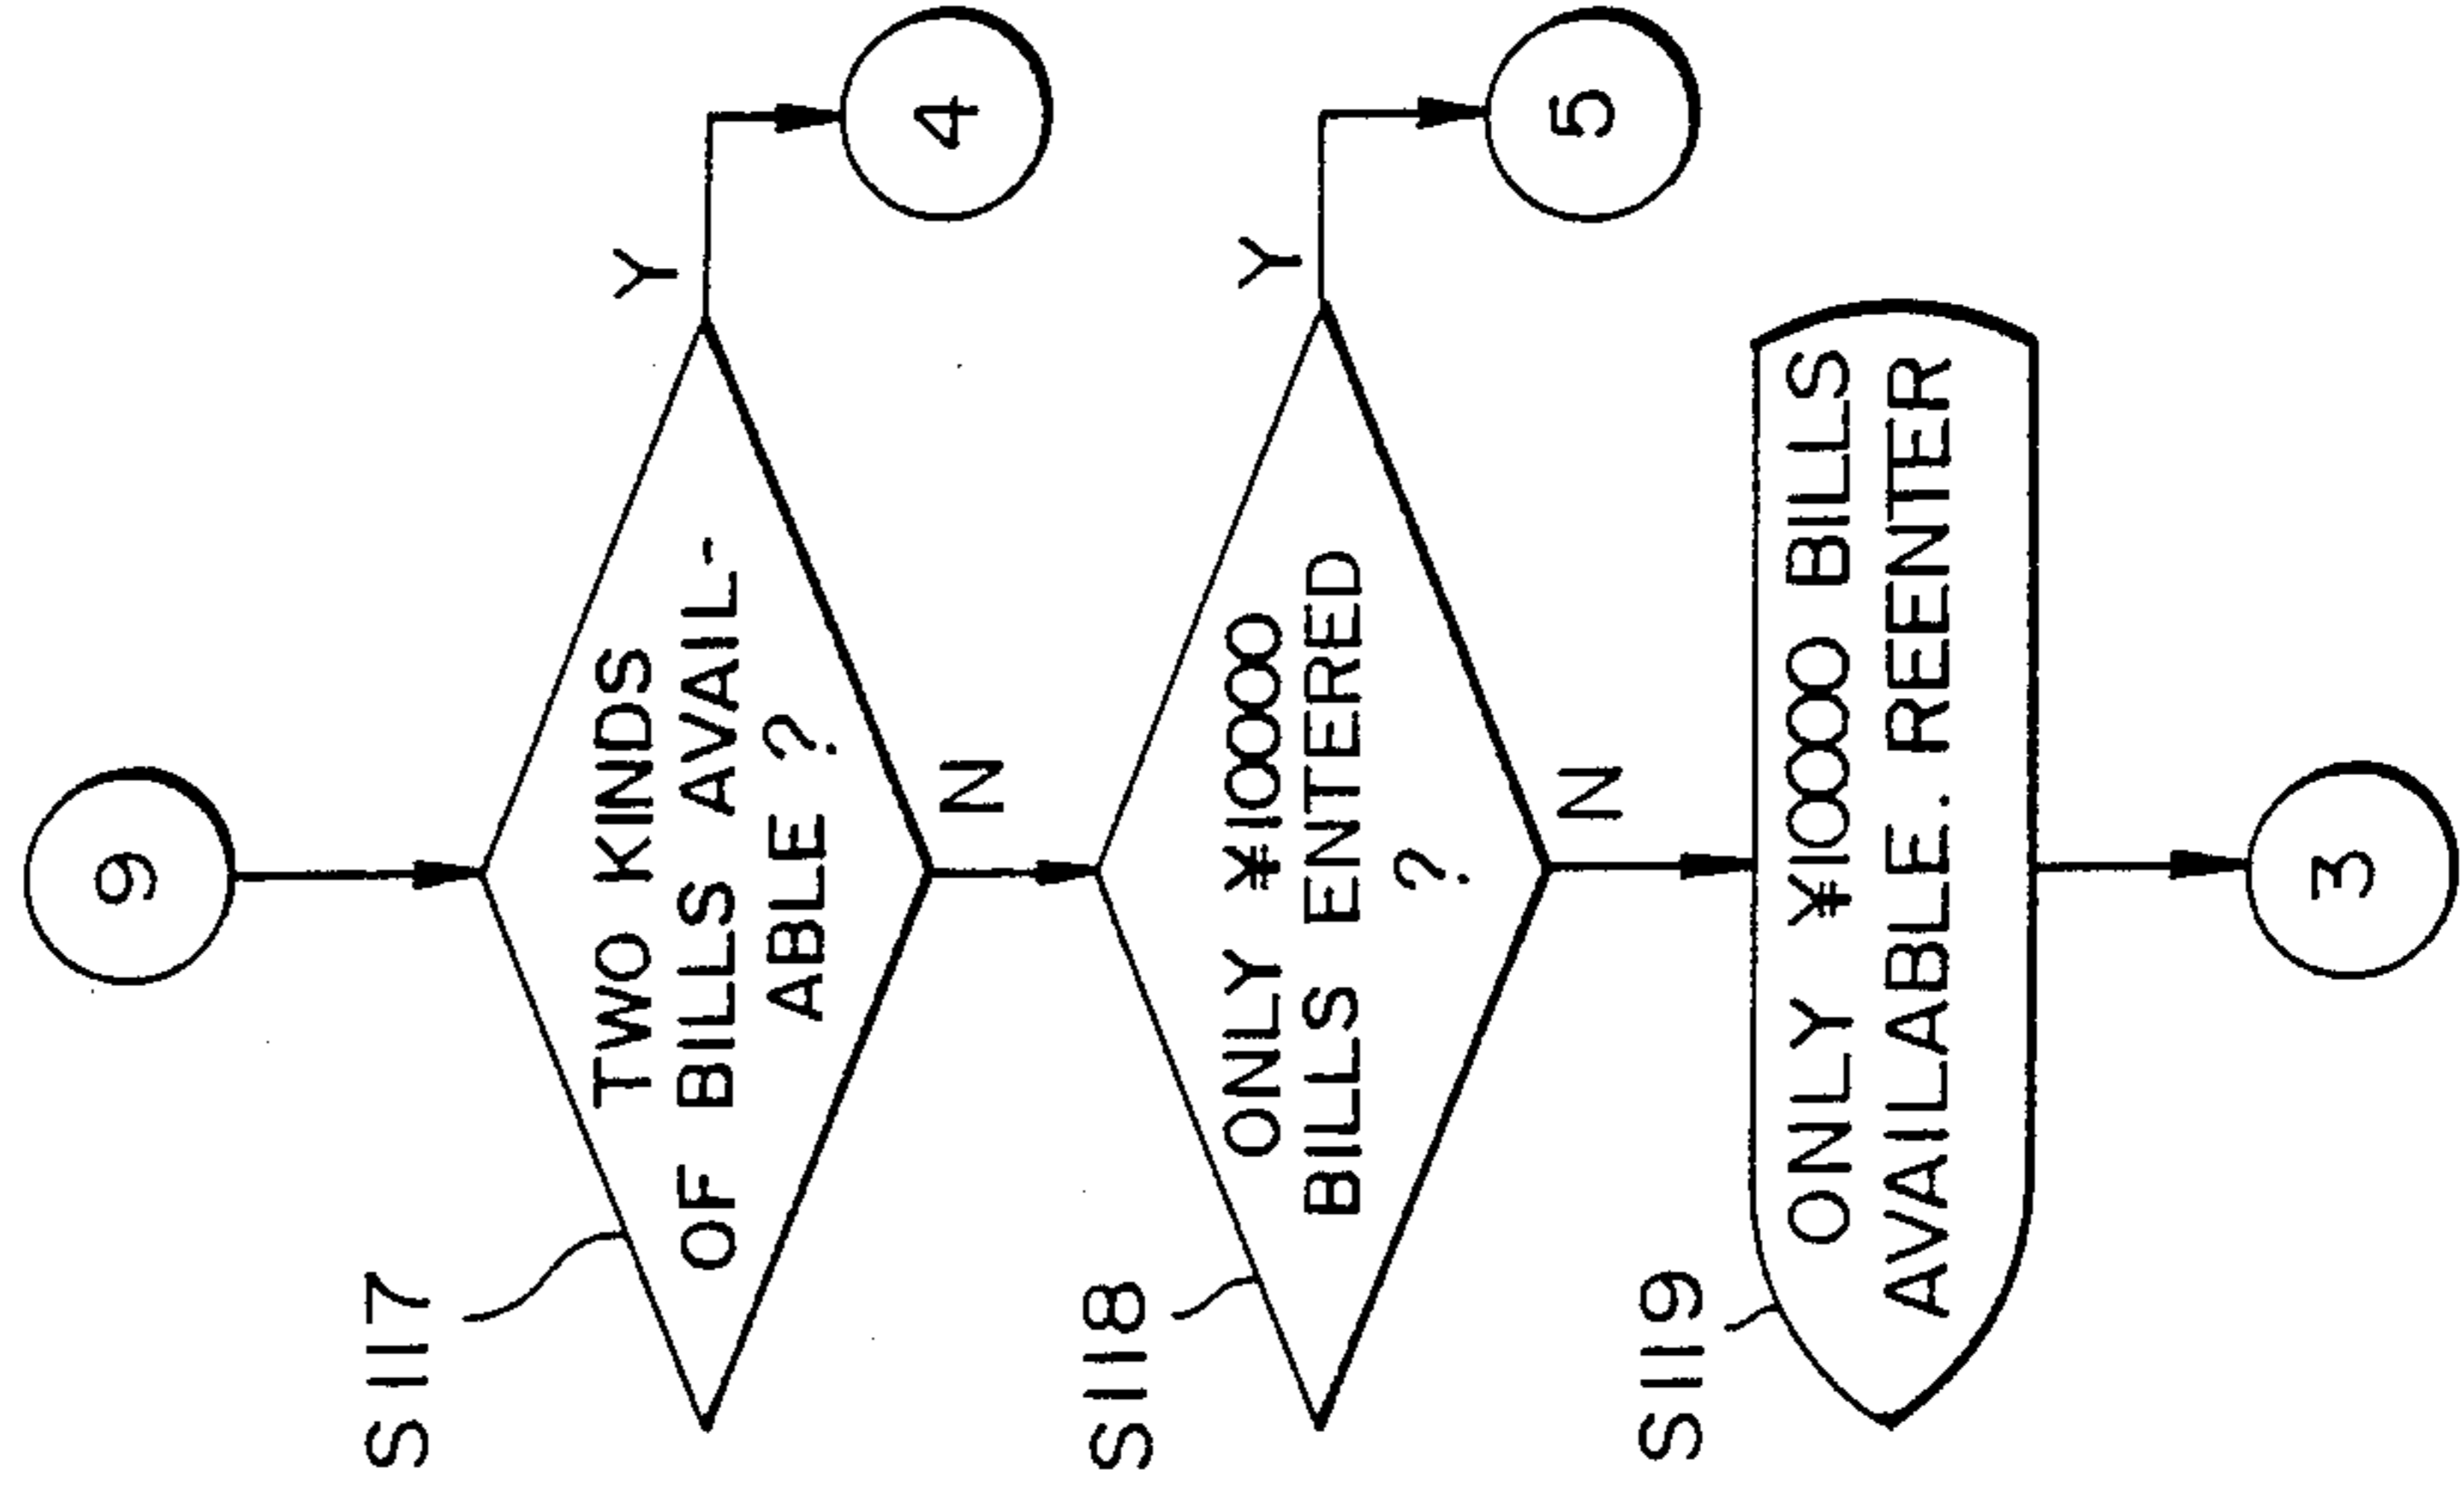 9
S117
TWO KINDS
OF BILLS AVAIL-
ABLE ?
Y
4
N
S118
ONLY ¥10000
BILLS ENTERED
?
Y
5
N
S119
ONLY ¥10000 BILLS
AVAILABLE. REENTER
3